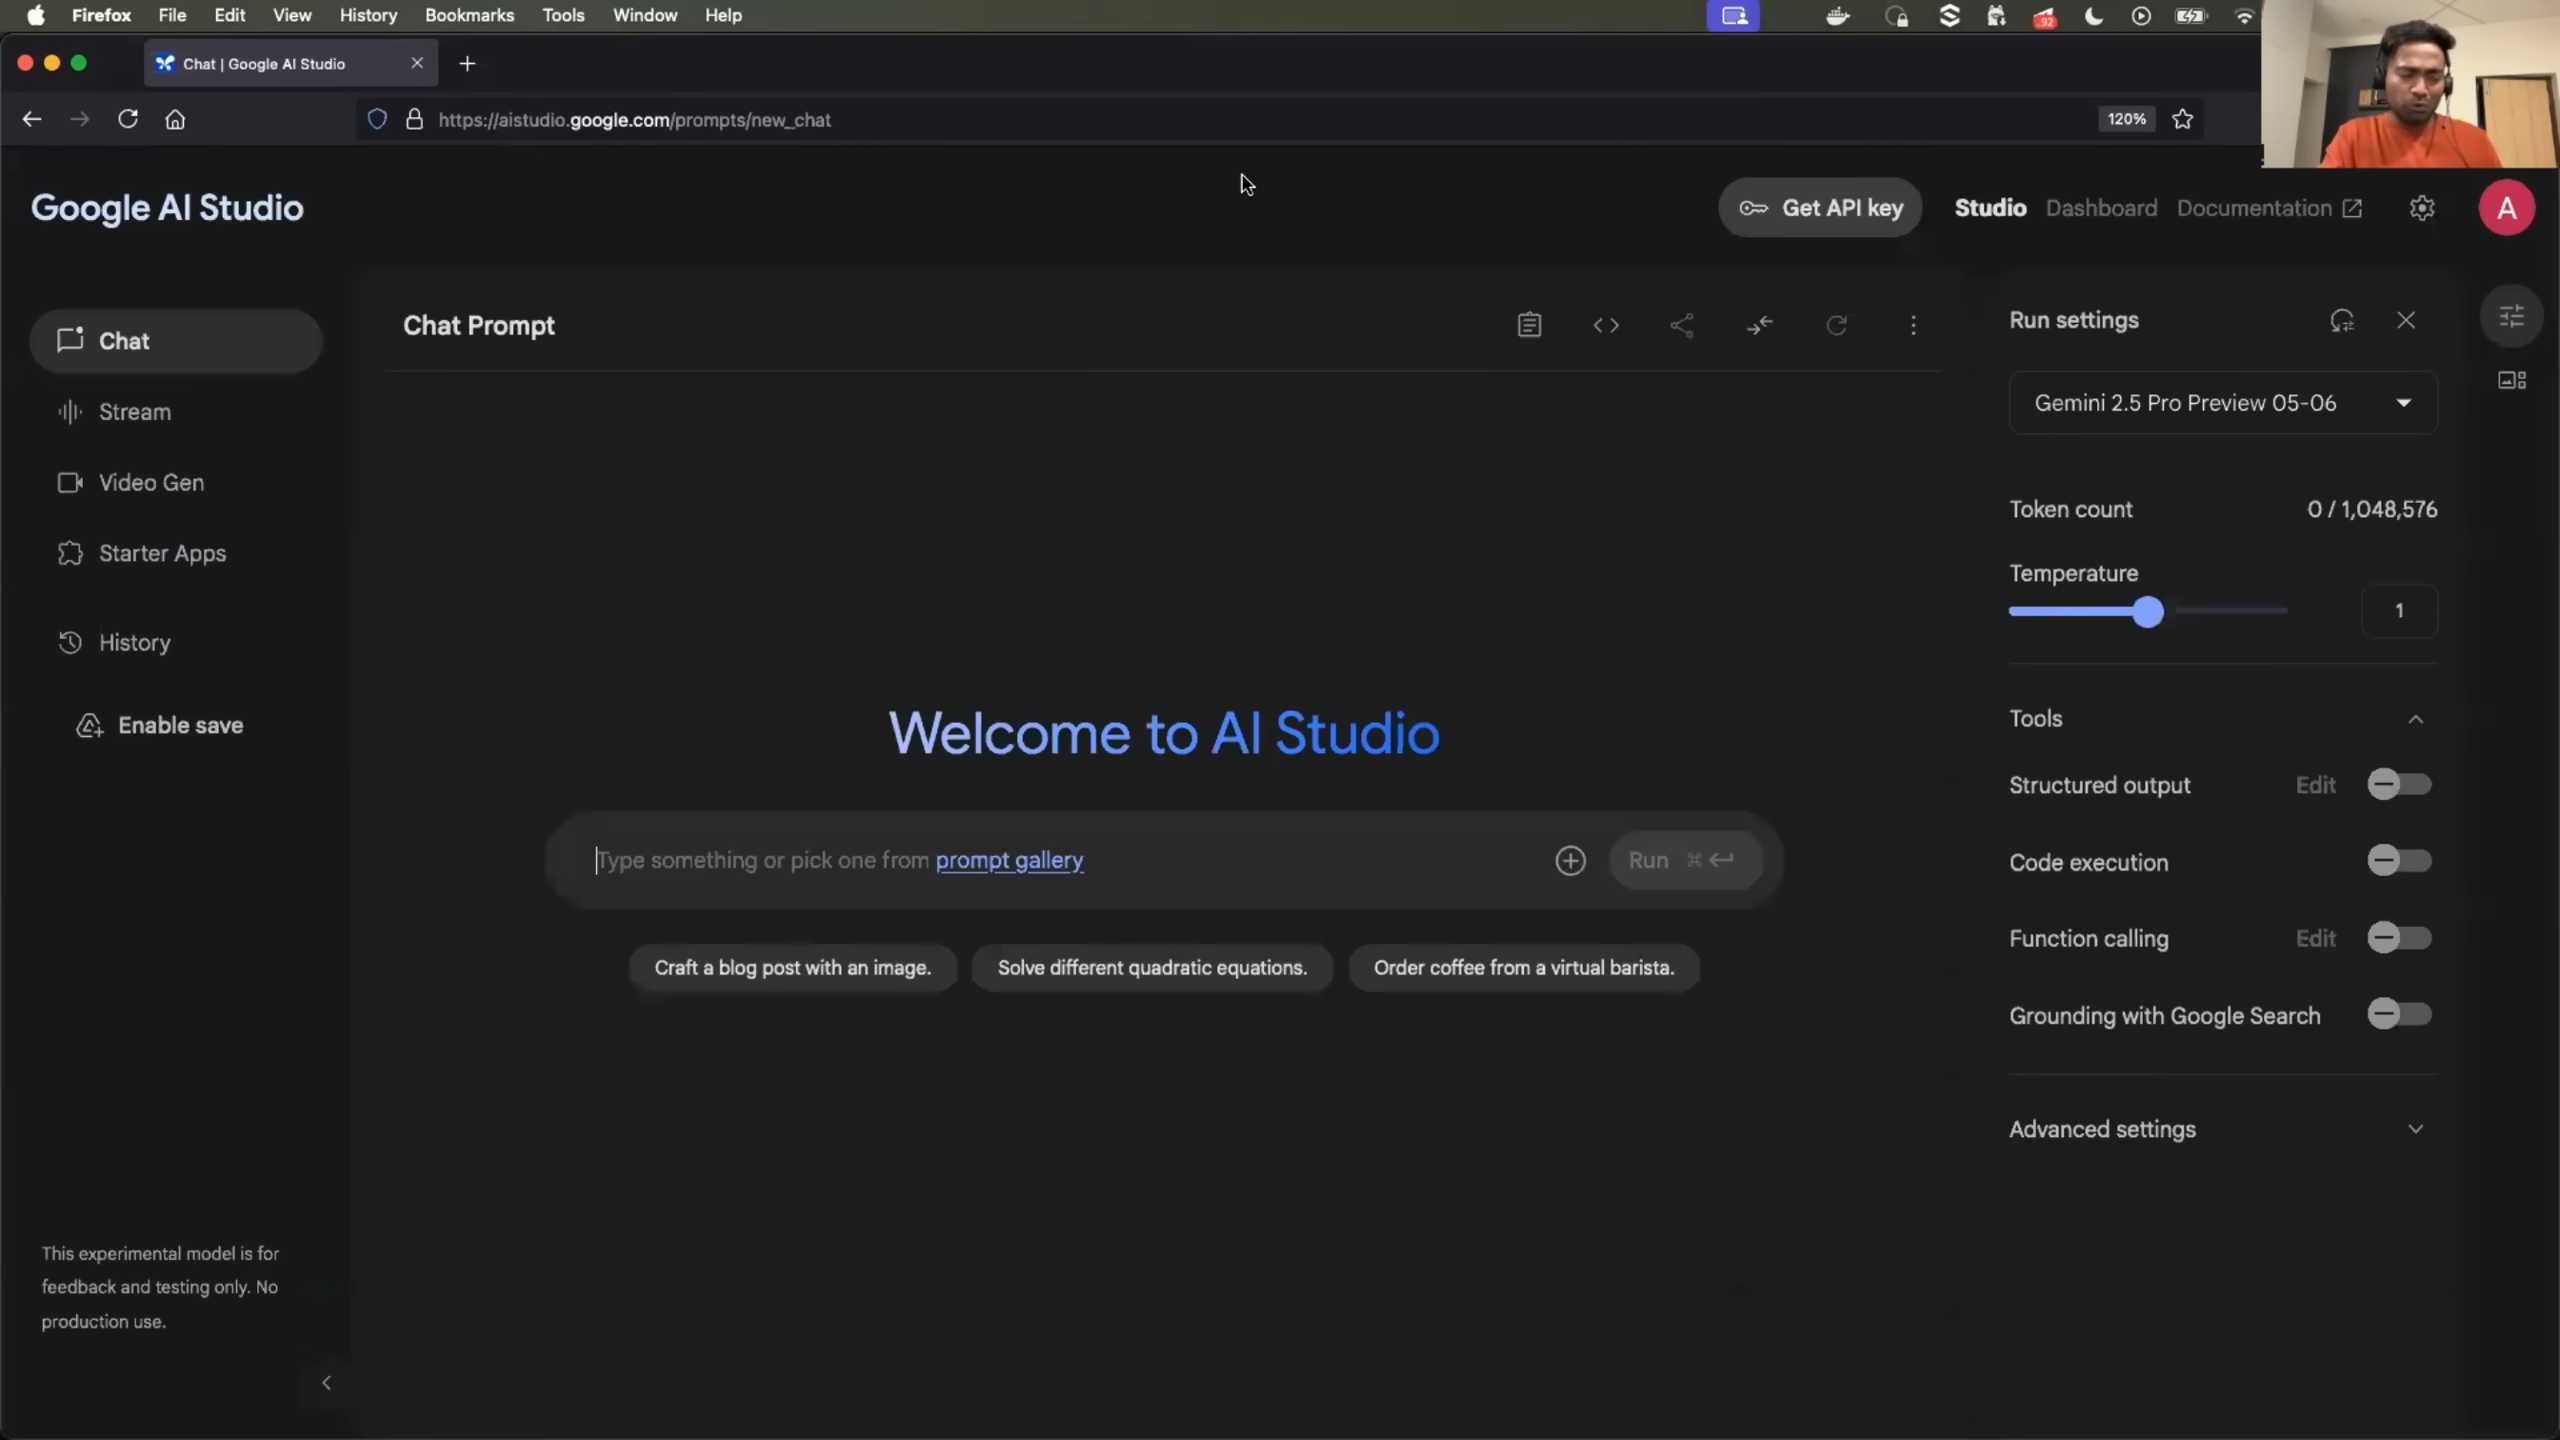 Firefox File Edit View History Bookmarks Tools Window Help
Chat | Google AI Studio
https://aistudio.google.com/prompts/new_chat
120%
Google AI Studio
Get API key
Studio
Dashboard
Documentation
A
Chat
Stream
Video Gen
Starter Apps
History
Enable save
This experimental model is for
feedback and testing only. No
production use.
Chat Prompt
Welcome to AI Studio
Type something or pick one from prompt gallery
Run ⌘ ↵
Craft a blog post with an image.
Solve different quadratic equations.
Order coffee from a virtual barista.
Run settings
Gemini 2.5 Pro Preview 05-06
Token count 0 / 1,048,576
Temperature
1
Tools
Structured output Edit
Code execution
Function calling Edit
Grounding with Google Search
Advanced settings